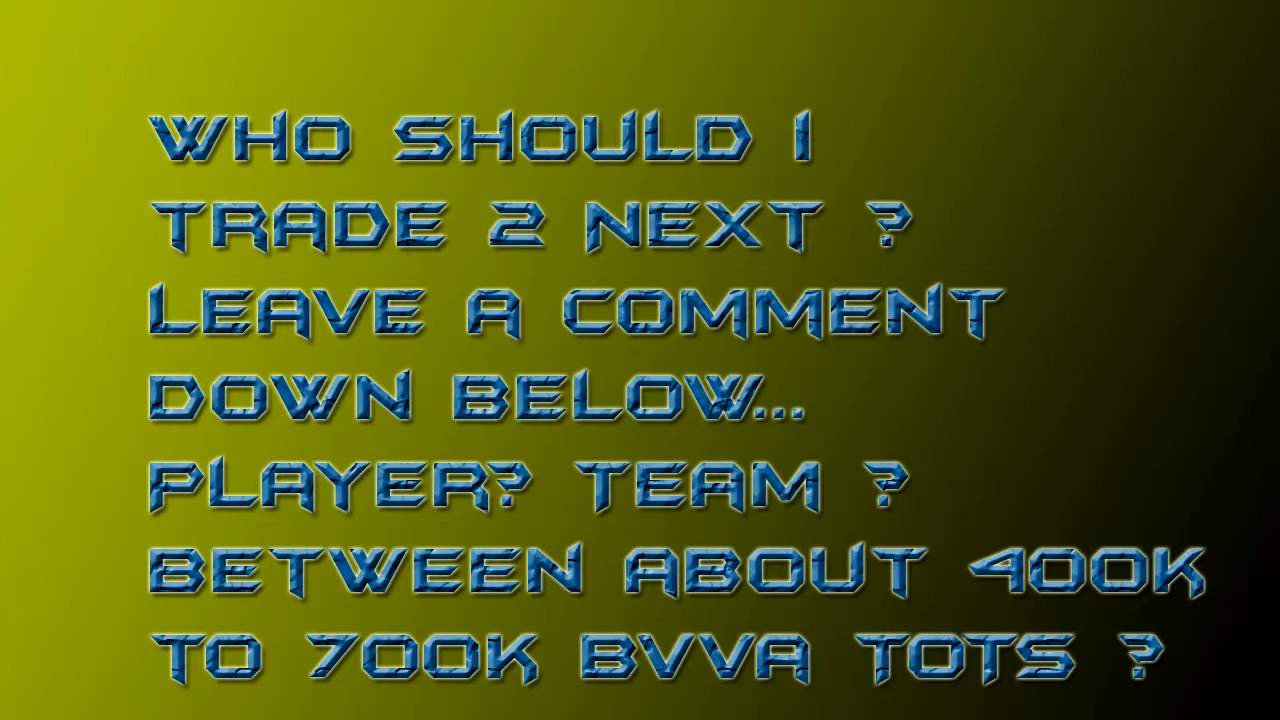 WHO SHOULD I
TRADE 2 NEXT ?
LEAVE A COMMENT
DOWN BELOW...
PLAYER? TEAM ?
BETWEEN ABOUT 400K
TO 700K BVVA TOTS ?